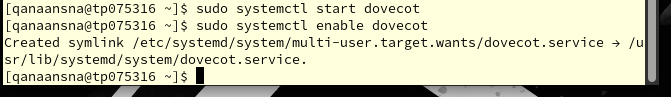 [qanaansna@tp075316 ~]$ sudo systemctl start dovecot
[qanaansna@tp075316 ~]$ sudo systemctl enable dovecot
Created symlink /etc/systemd/system/multi-user.target.wants/dovecot.service → /u
sr/lib/systemd/system/dovecot.service.
[qanaansna@tp075316 ~]$